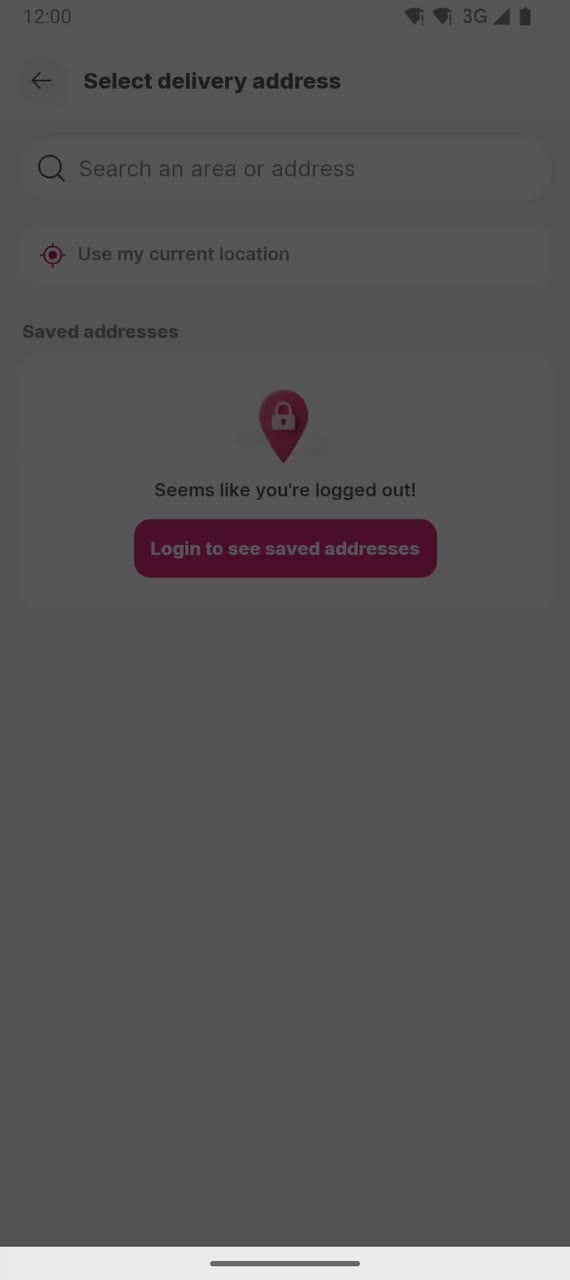 12:00
3G
Select delivery address
Search an area or address
Use my current location
Saved addresses
Seems like you're logged out!
Login to see saved addresses